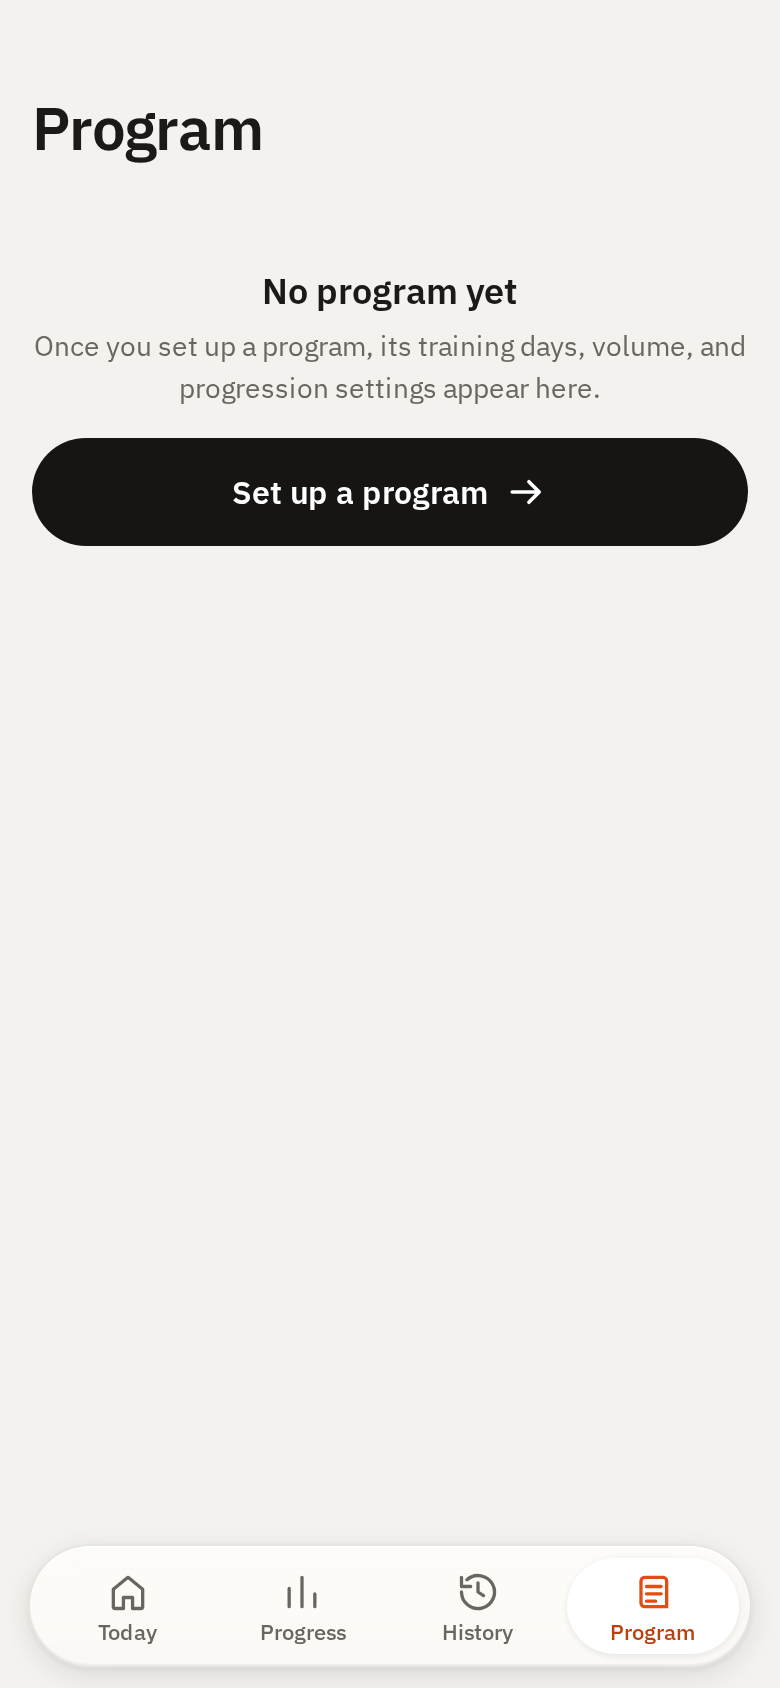 Program
No program yet
Once you set up a program, its training days, volume, and
progression settings appear here.
Set up a program
Today
Progress
History
Program